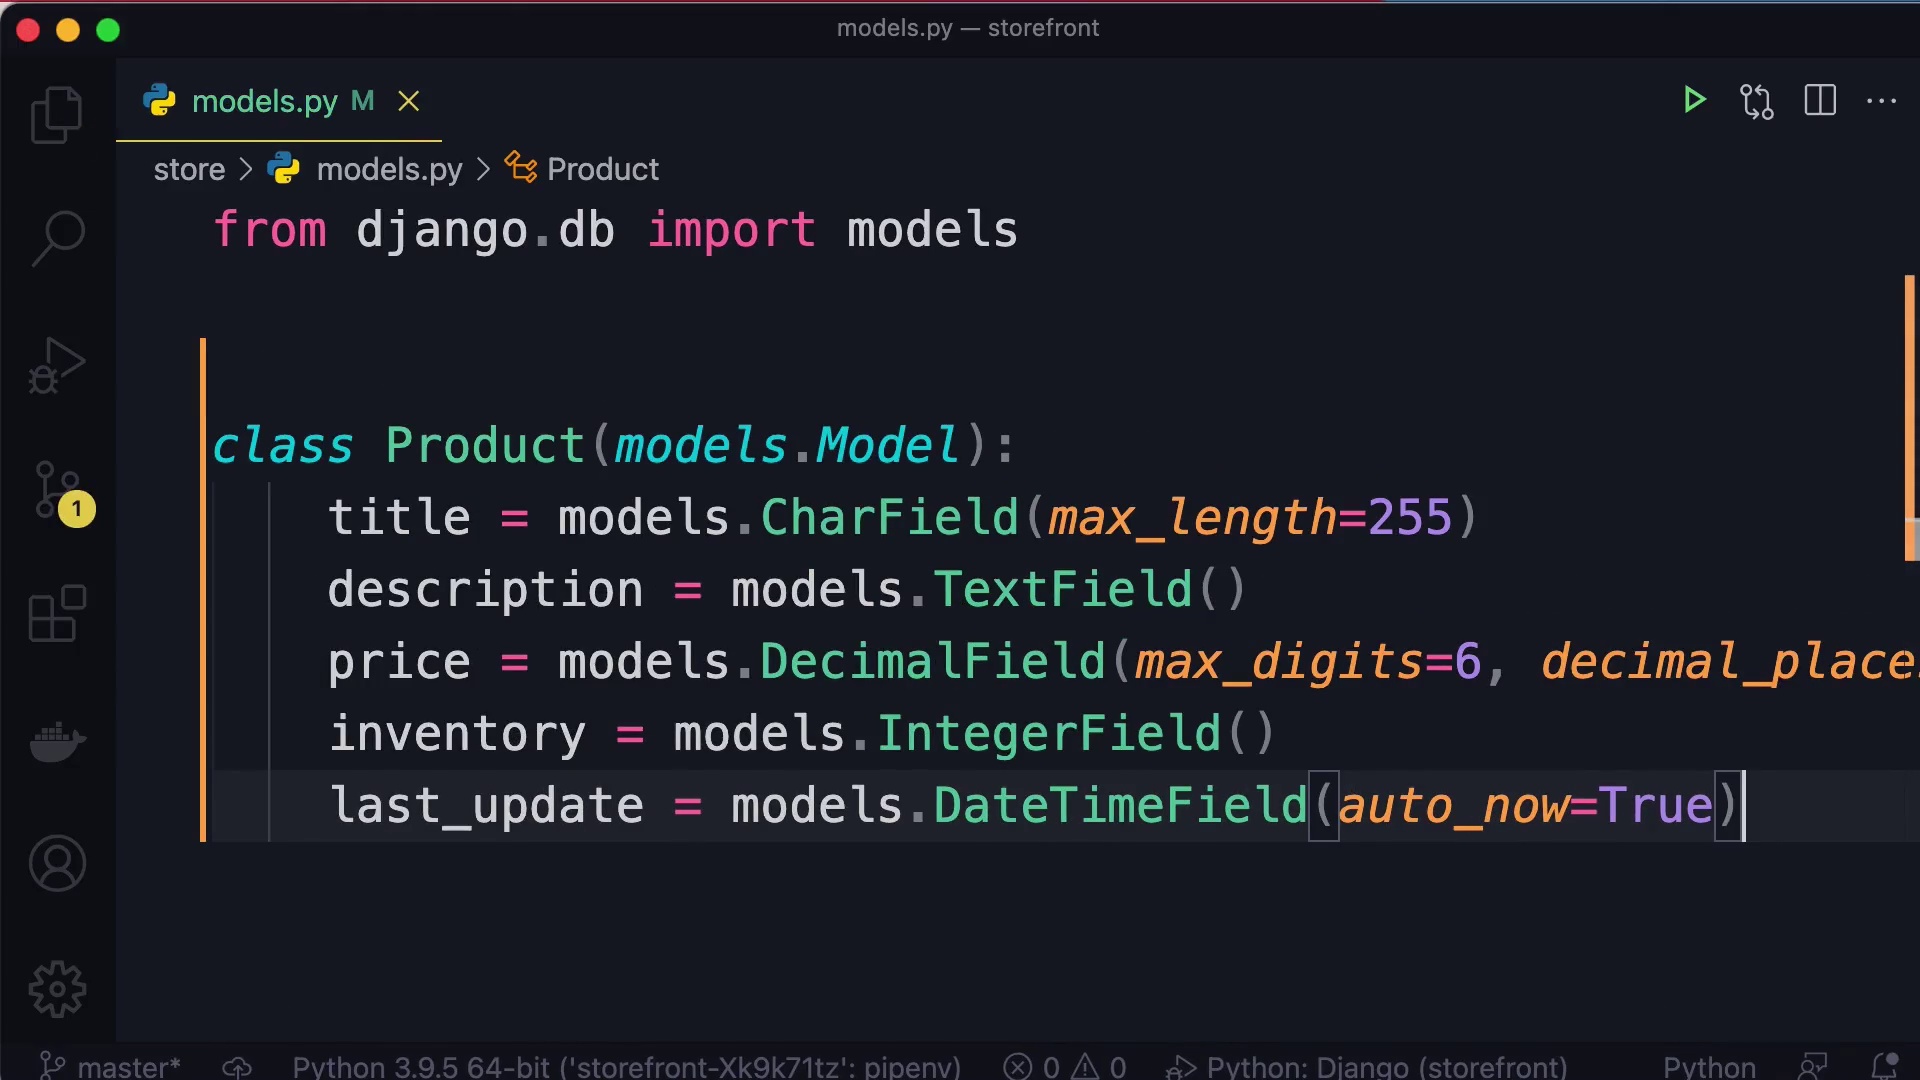 models.py — storefront
models.py M
store > models.py > Product
from django.db import models
class Product(models.Model):
title = models.CharField(max_length=255)
description = models.TextField()
price = models.DecimalField(max_digits=6, decimal_place
inventory = models.IntegerField()
last_update = models.DateTimeField(auto_now=True)
1
master* Python 3.9.5 64-bit ('storefront-Xk9k71tz': pipenv) 0 0 Python: Django (storefront) Python